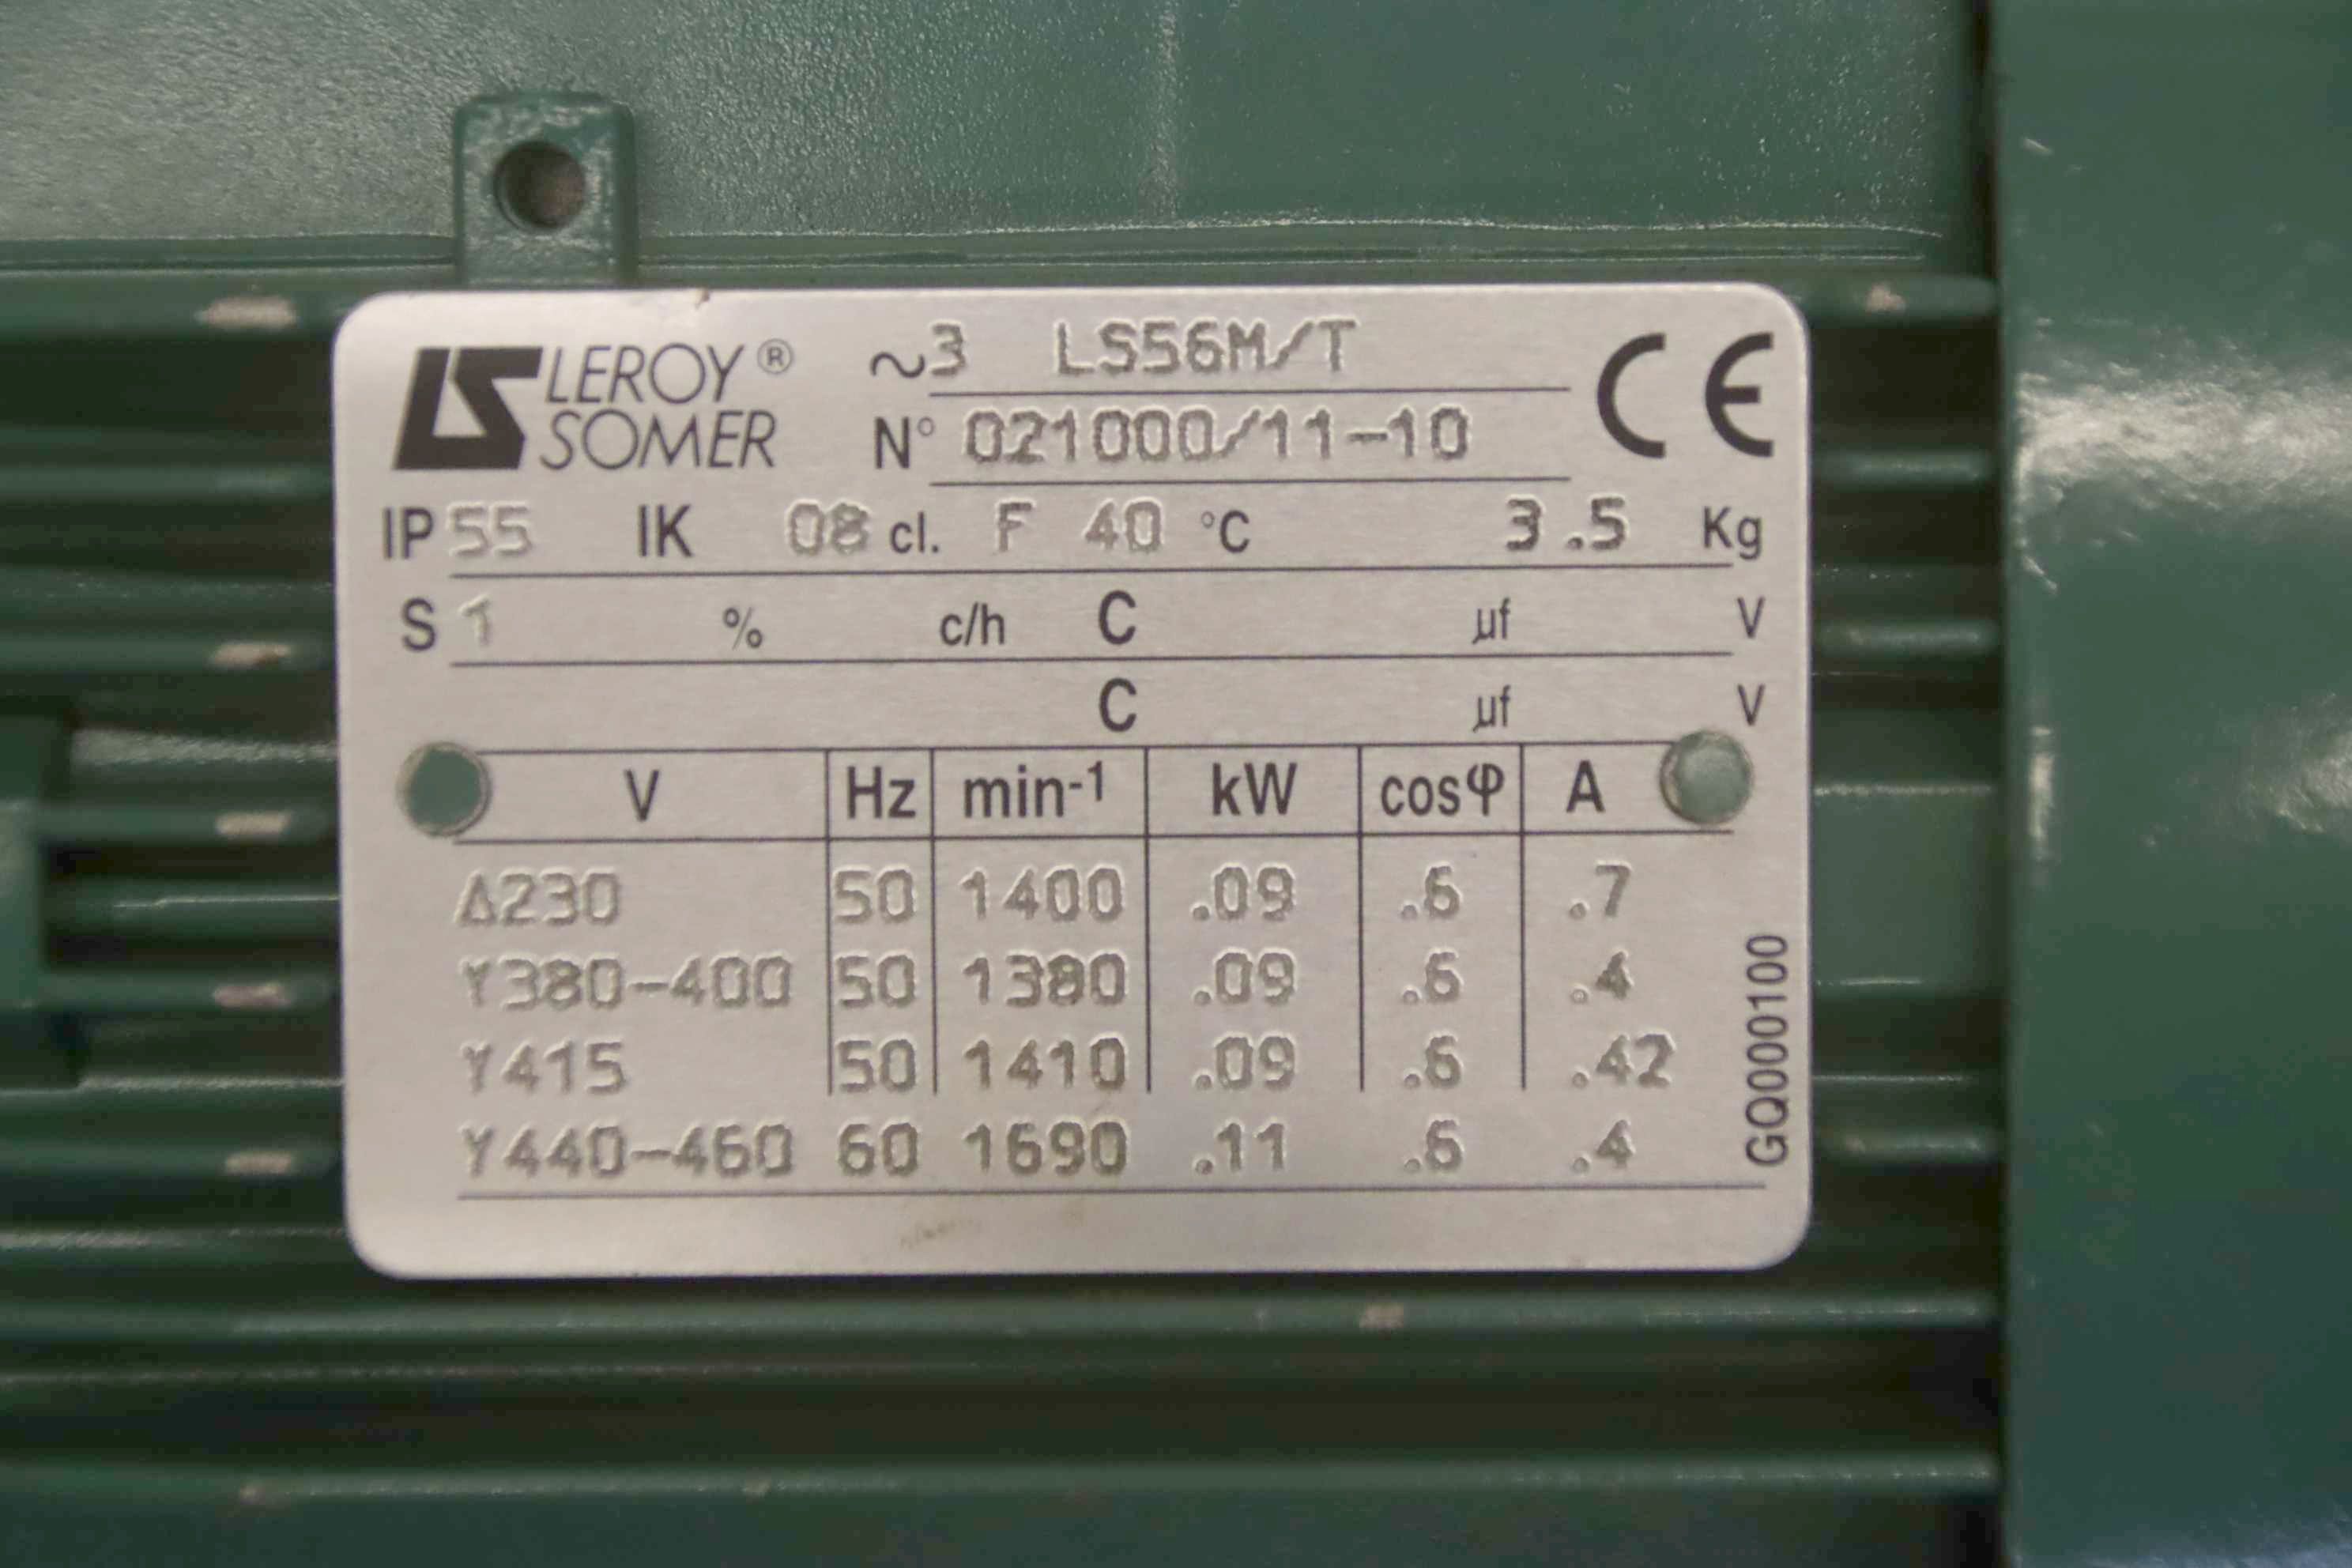 LEROY® ~3 LS56M/T CE
SOMER N° 021000/11-10
IP 55 IK 08 cl. F 40 °C 3.5 Kg
S 1 % c/h C µf V
C µf V
V Hz min-1 kW cosφ A
Δ230 50 1400 .09 .6 .7
Y380-400 50 1380 .09 .6 .4
Y415 50 1410 .09 .6 .42
Y440-460 60 1690 .11 .6 .4
GQ000100